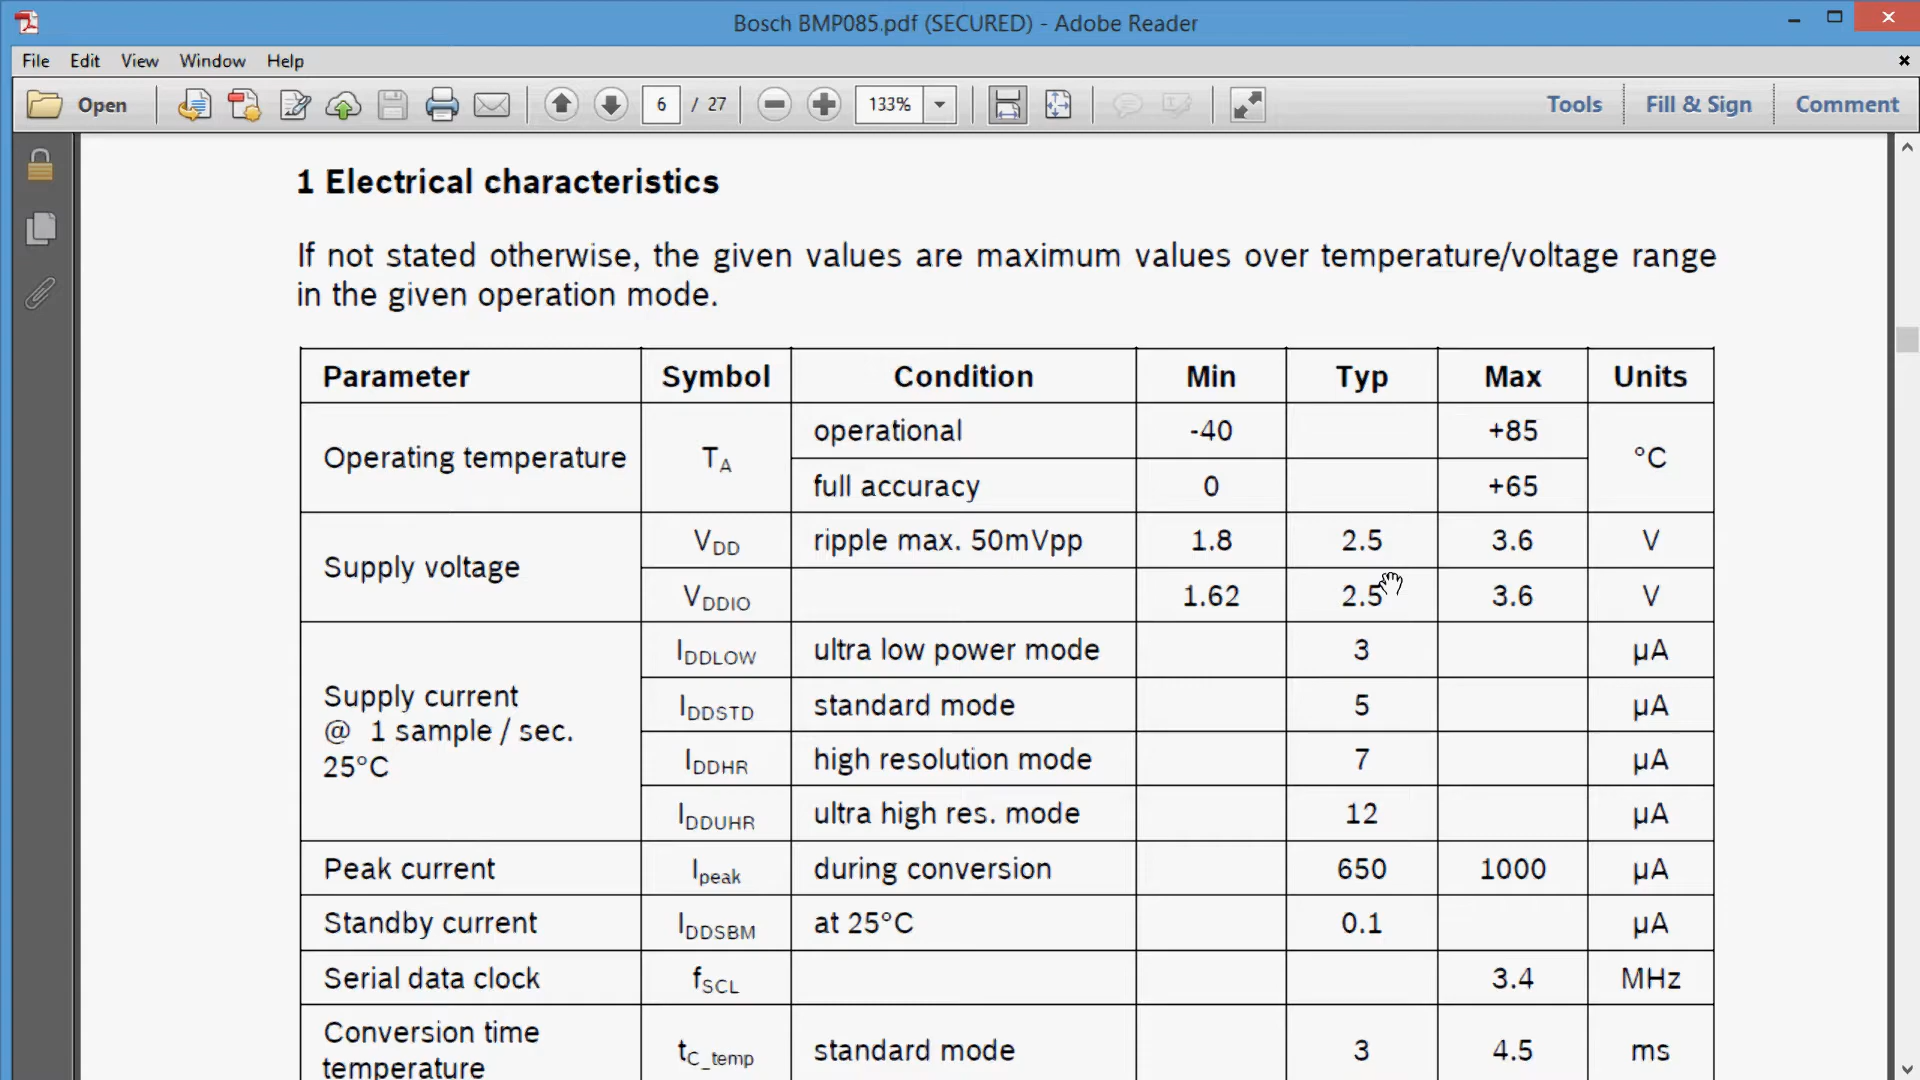 Bosch BMP085.pdf (SECURED) - Adobe Reader
File Edit View Window Help
Open 6 / 27 133% Tools Fill & Sign Comment
1 Electrical characteristics
If not stated otherwise, the given values are maximum values over temperature/voltage range
in the given operation mode.
Parameter Symbol Condition Min Typ Max Units
Operating temperature TA operational -40 +85 °C
full accuracy 0 +65
Supply voltage VDD ripple max. 50mVpp 1.8 2.5 3.6 V
VDDIO 1.62 2.5 3.6 V
Supply current
@ 1 sample / sec.
25°C
IDDLOW ultra low power mode 3 µA
IDDSTD standard mode 5 µA
IDDHR high resolution mode 7 µA
IDDUHR ultra high res. mode 12 µA
Peak current Ipeak during conversion 650 1000 µA
Standby current IDDSBM at 25°C 0.1 µA
Serial data clock fSCL 3.4 MHz
Conversion time
temperature
tC_temp standard mode 3 4.5 ms